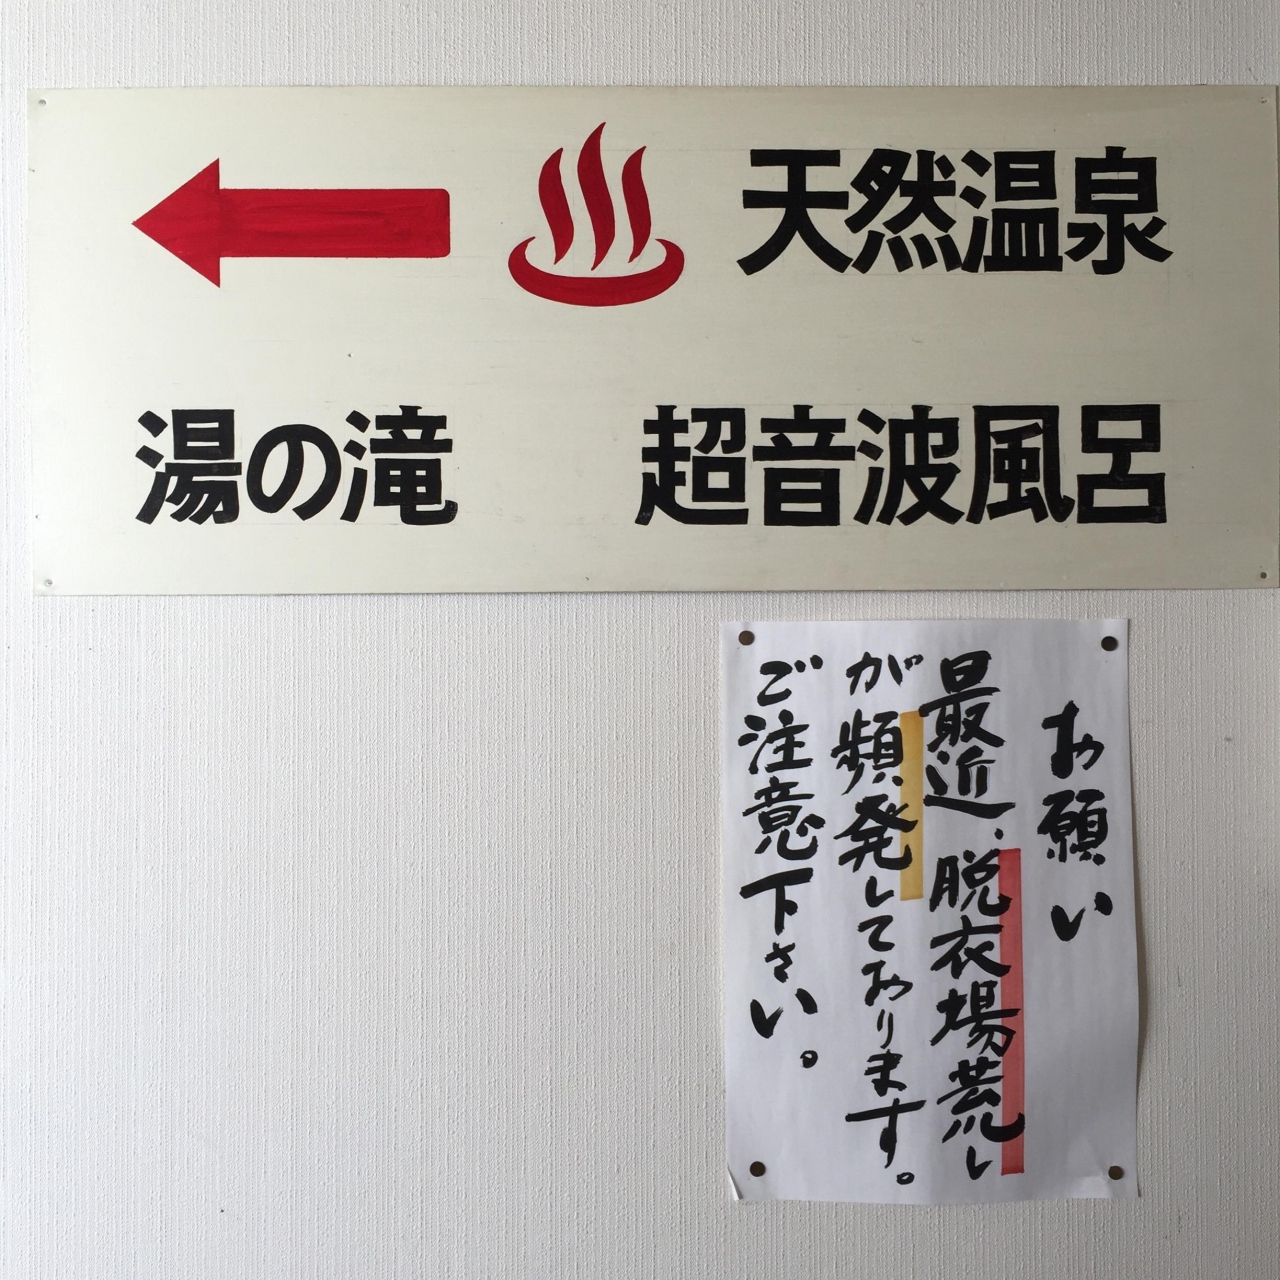 天然温泉
湯の滝 超音波風呂
お願い
最近、脱衣場荒し
が頻発しております。
ご注意下さい。